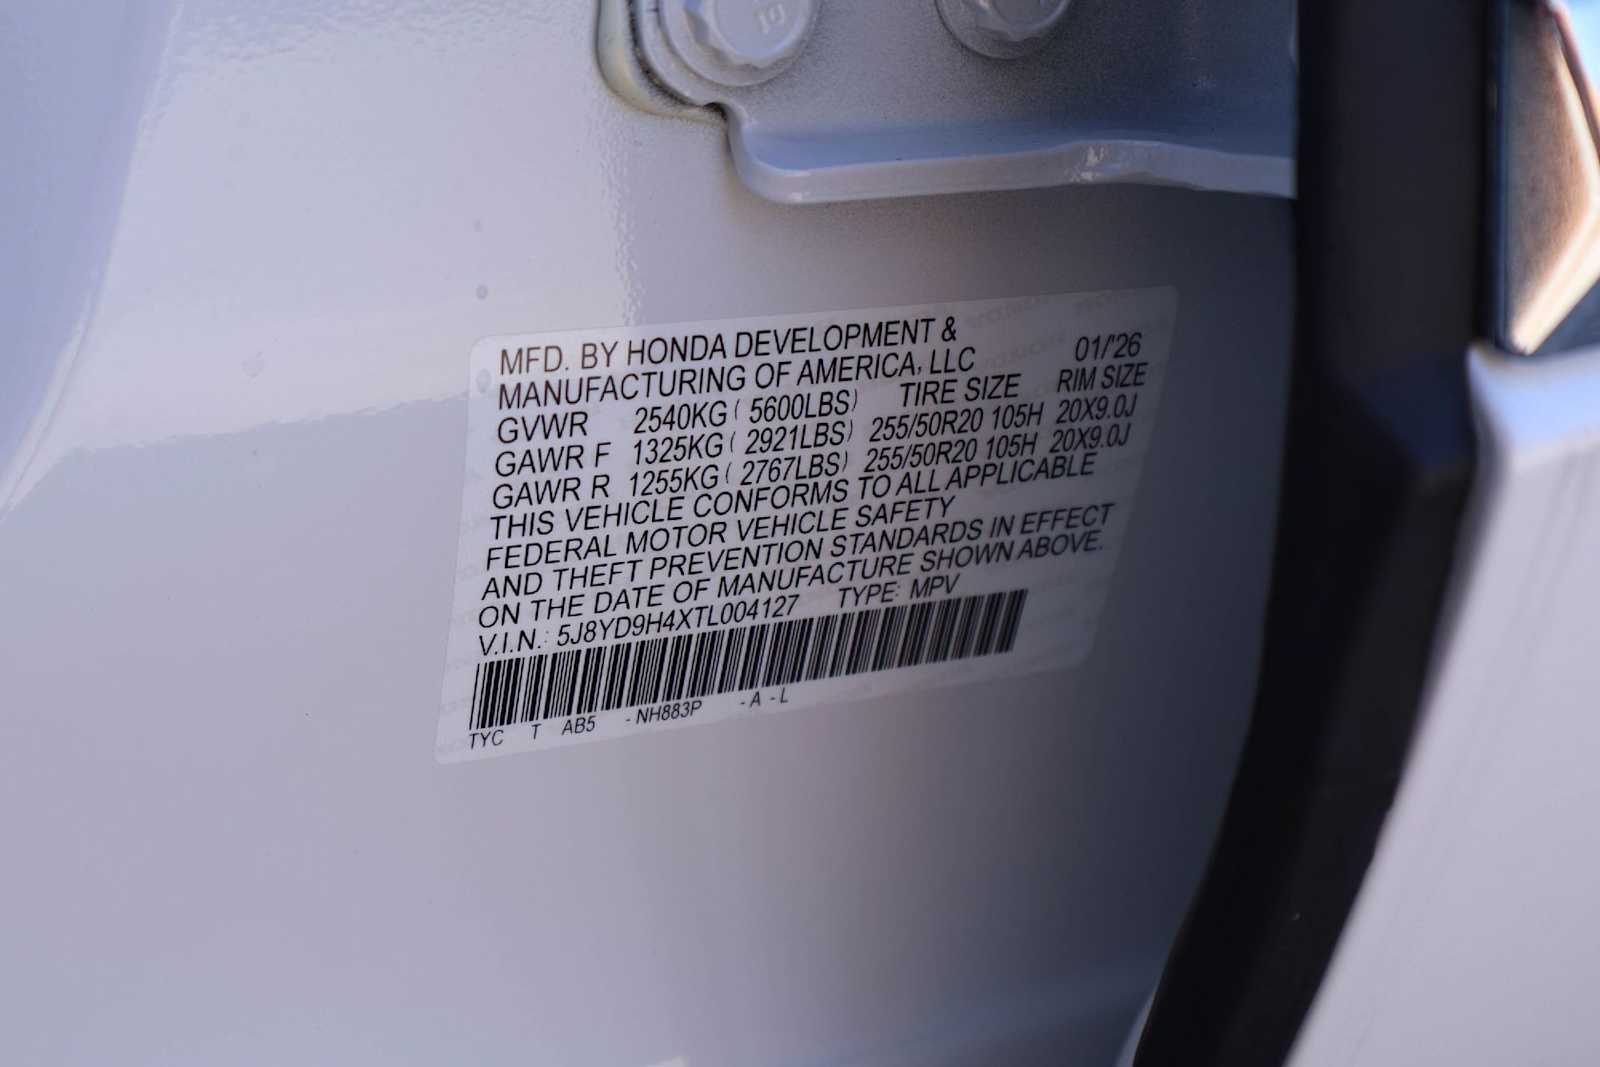 MFD. BY HONDA DEVELOPMENT &
MANUFACTURING OF AMERICA, LLC 01/'26
GVWR 2540KG ( 5600LBS) TIRE SIZE RIM SIZE
GAWR F 1325KG ( 2921LBS) 255/50R20 105H 20X9.0J
GAWR R 1255KG ( 2767LBS) 255/50R20 105H 20X9.0J
THIS VEHICLE CONFORMS TO ALL APPLICABLE
FEDERAL MOTOR VEHICLE SAFETY
AND THEFT PREVENTION STANDARDS IN EFFECT
ON THE DATE OF MANUFACTURE SHOWN ABOVE.
V.I.N.: 5J8YD9H4XTL004127 TYPE: MPV
TYC T AB5 -NH883P -A -L